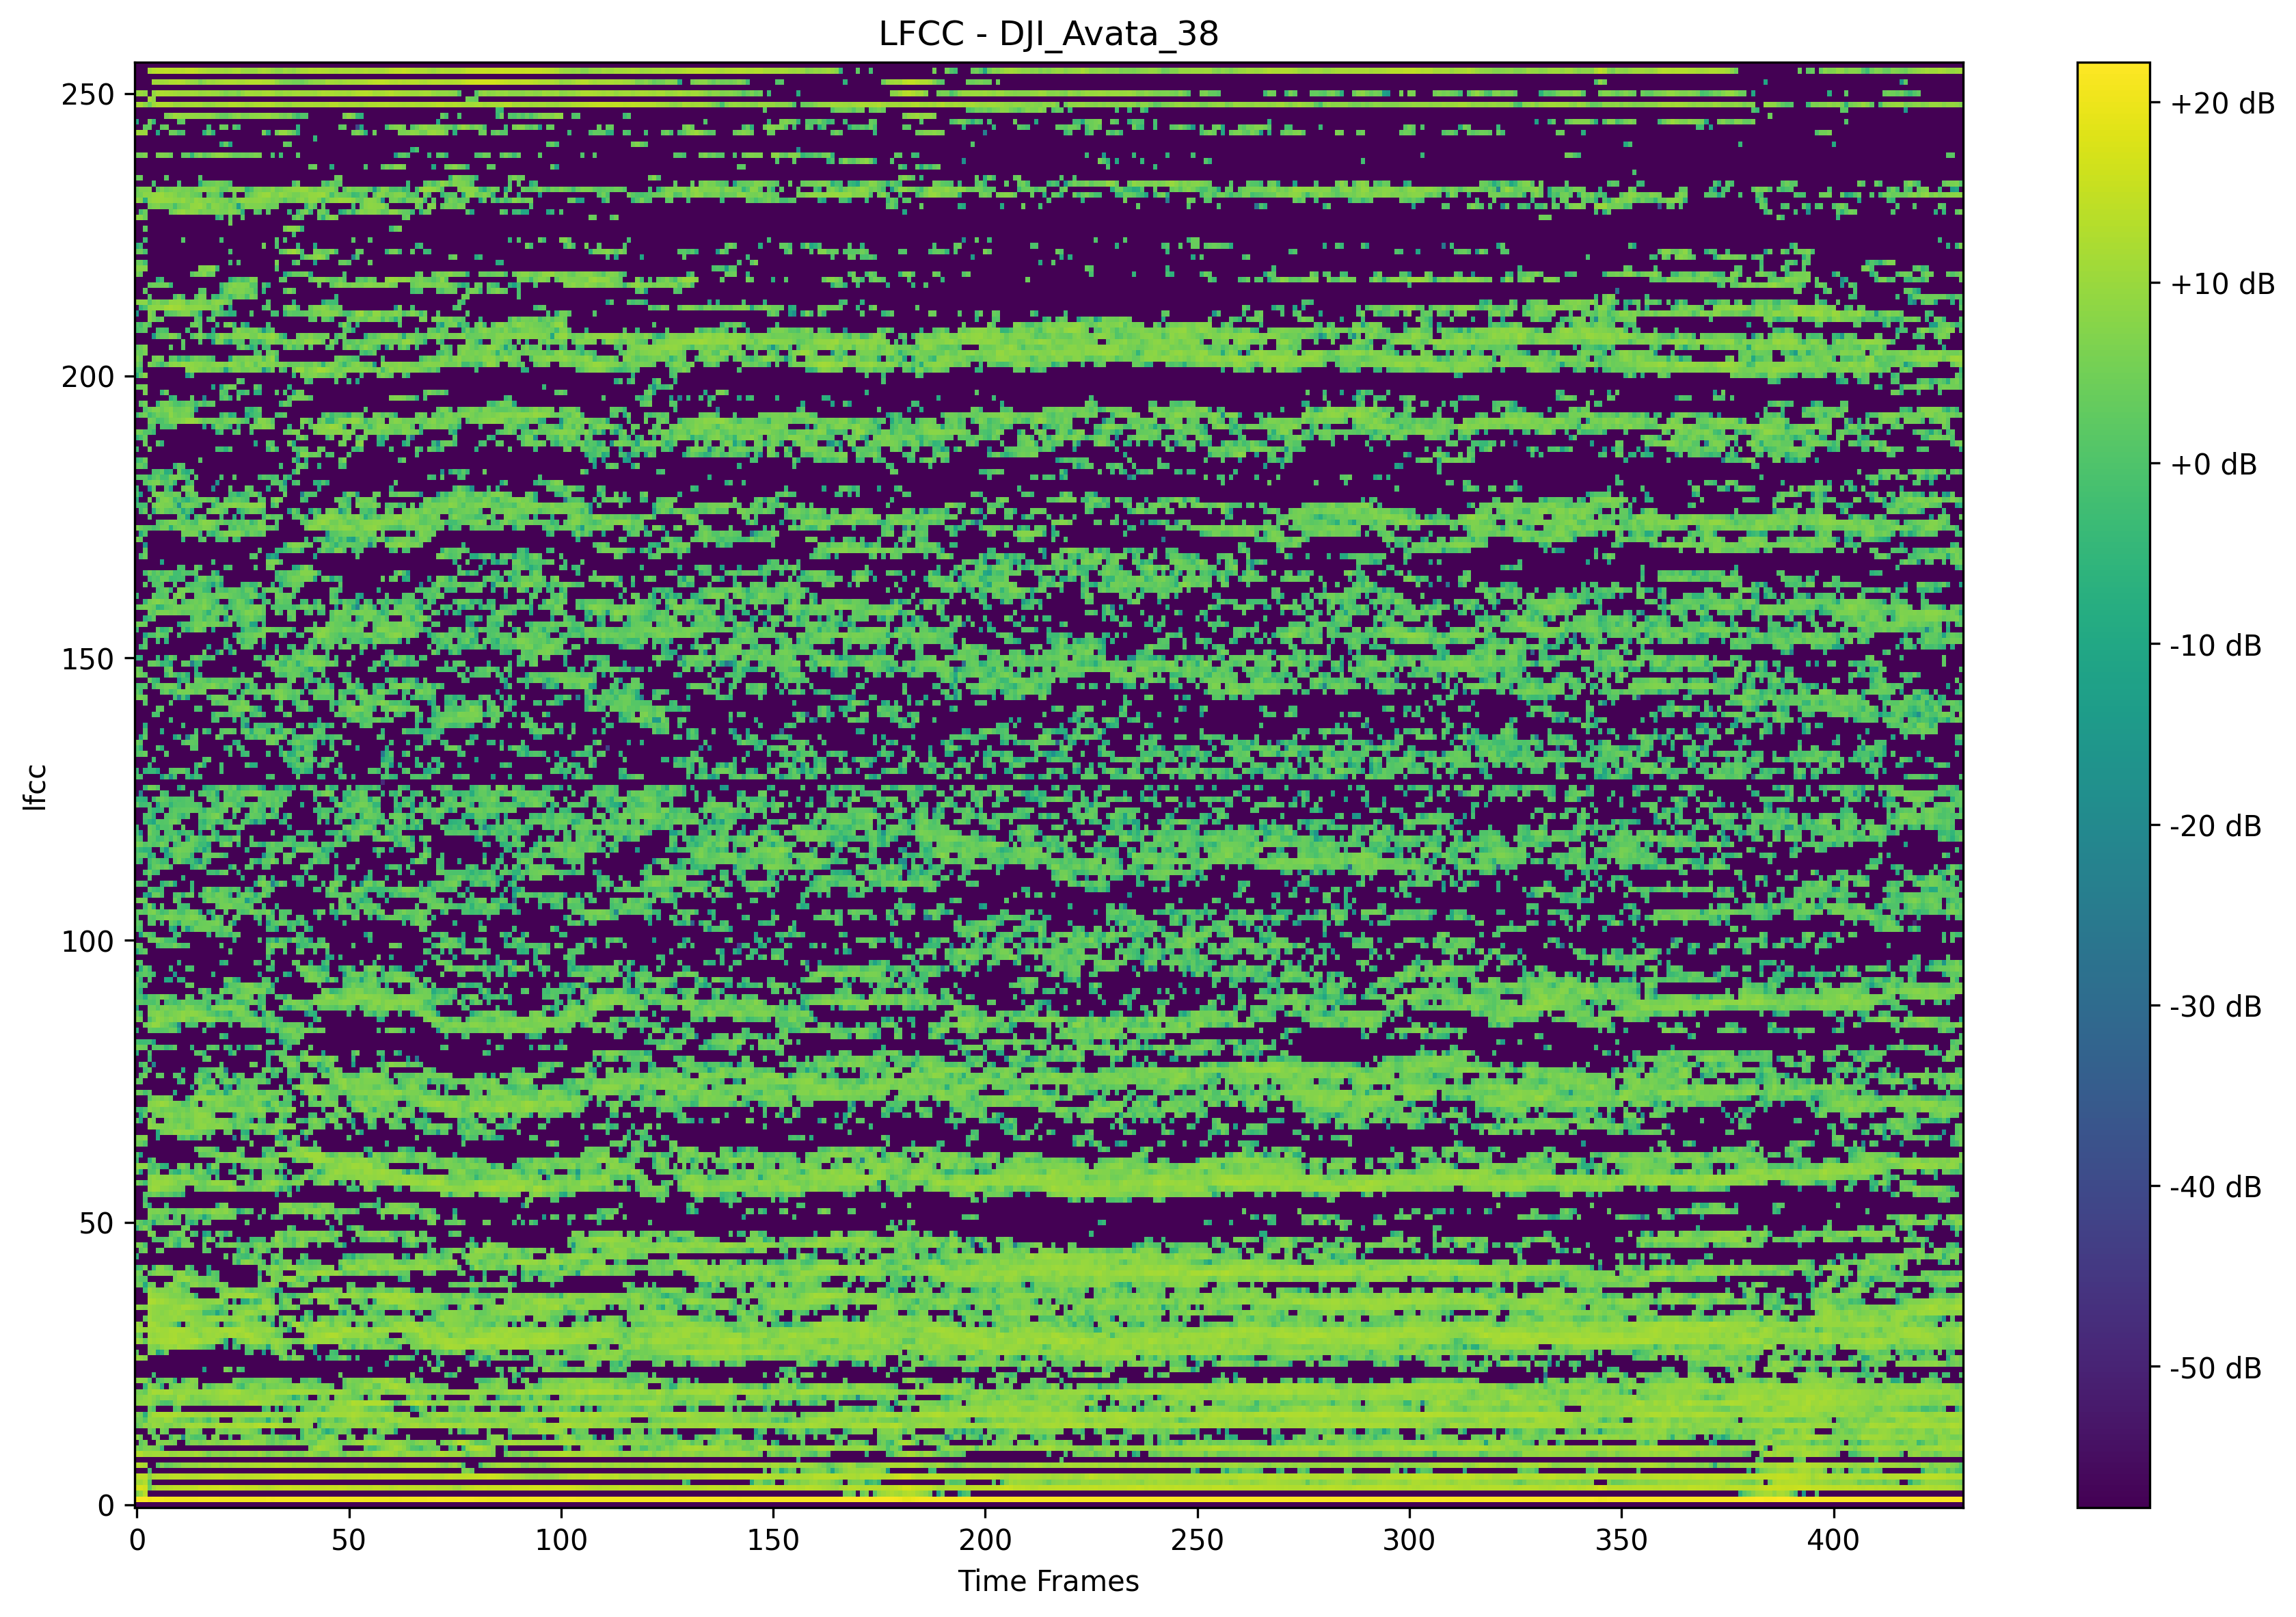 LFCC - DJI_Avata_38
lfcc
250
200
150
100
50
0
0 50 100 150 200 250 300 350 400
Time Frames
+20 dB
+10 dB
+0 dB
-10 dB
-20 dB
-30 dB
-40 dB
-50 dB